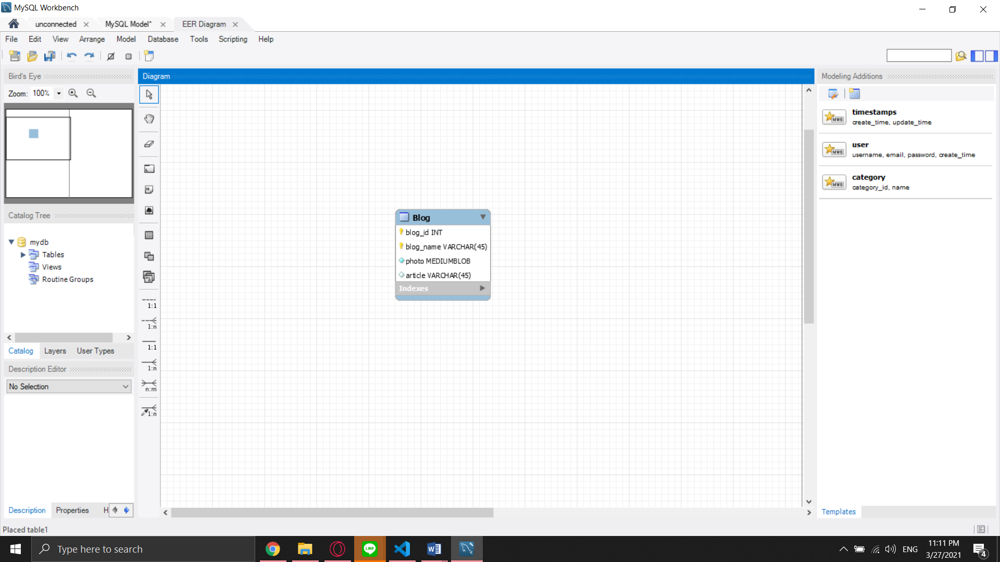 MySQL Workbench
unconnected
MySQL Model*
EER Diagram
File Edit View Arrange Model Database Tools Scripting Help
Bird's Eye
Zoom: 100%
Catalog Tree
mydb
Tables
Views
Routine Groups
Catalog Layers User Types
Description Editor
No Selection
Description Properties H
Placed table1
Diagram
1:1
1:n
1:1
1:n
n:m
1:n
Blog
blog_id INT
blog_name VARCHAR(45)
photo MEDIUMBLOB
article VARCHAR(45)
Indexes
Modeling Additions
MWB
timestamps
create_time, update_time
MWB
user
username, email, password, create_time
MWB
category
category_id, name
Templates
Type here to search
LINE
ENG
11:11 PM
3/27/2021
4